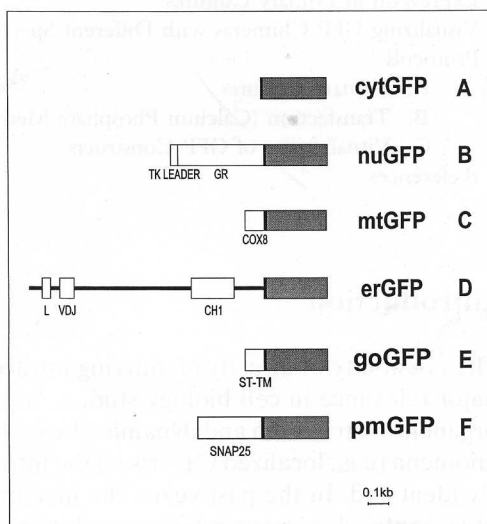 cytGFP A
nuGFP B
TK LEADER GR
mtGFP C
COX8
erGFP D
L VDJ CH1
goGFP E
ST-TM
pmGFP F
SNAP25
0.1kb